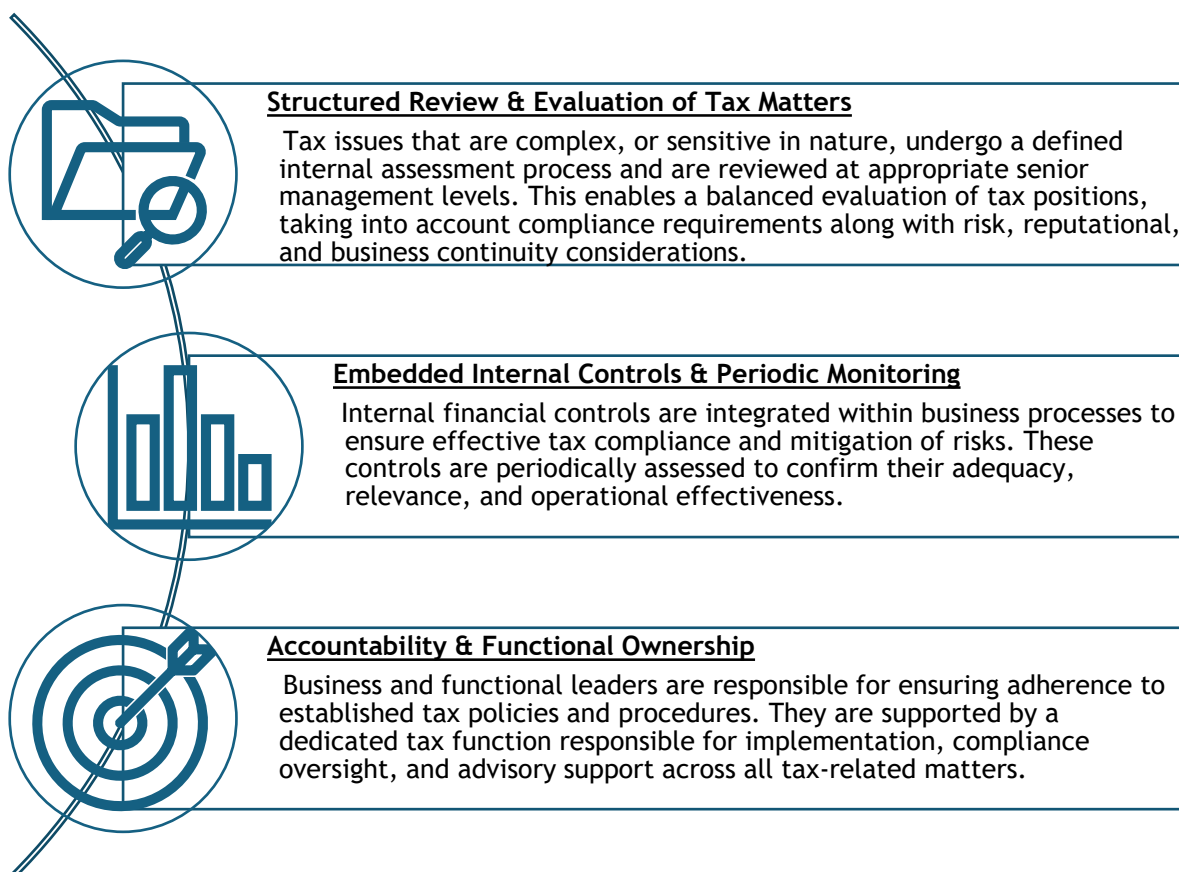 Structured Review & Evaluation of Tax Matters
Tax issues that are complex, or sensitive in nature, undergo a defined
internal assessment process and are reviewed at appropriate senior
management levels. This enables a balanced evaluation of tax positions,
taking into account compliance requirements along with risk, reputational,
and business continuity considerations.
Embedded Internal Controls & Periodic Monitoring
Internal financial controls are integrated within business processes to
ensure effective tax compliance and mitigation of risks. These
controls are periodically assessed to confirm their adequacy,
relevance, and operational effectiveness.
Accountability & Functional Ownership
Business and functional leaders are responsible for ensuring adherence to
established tax policies and procedures. They are supported by a
dedicated tax function responsible for implementation, compliance
oversight, and advisory support across all tax-related matters.